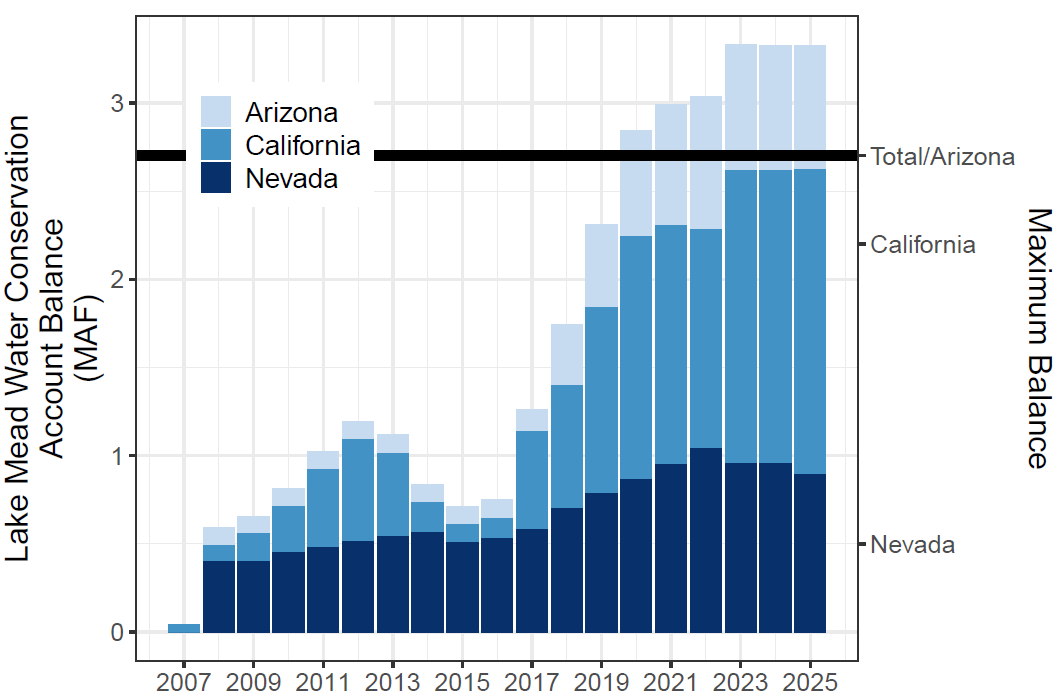 Lake Mead Water Conservation
Account Balance
(MAF)
3
2
1
0
Arizona
California
Nevada
Total/Arizona
California
Nevada
Maximum Balance
2007 2009 2011 2013 2015 2017 2019 2021 2023 2025